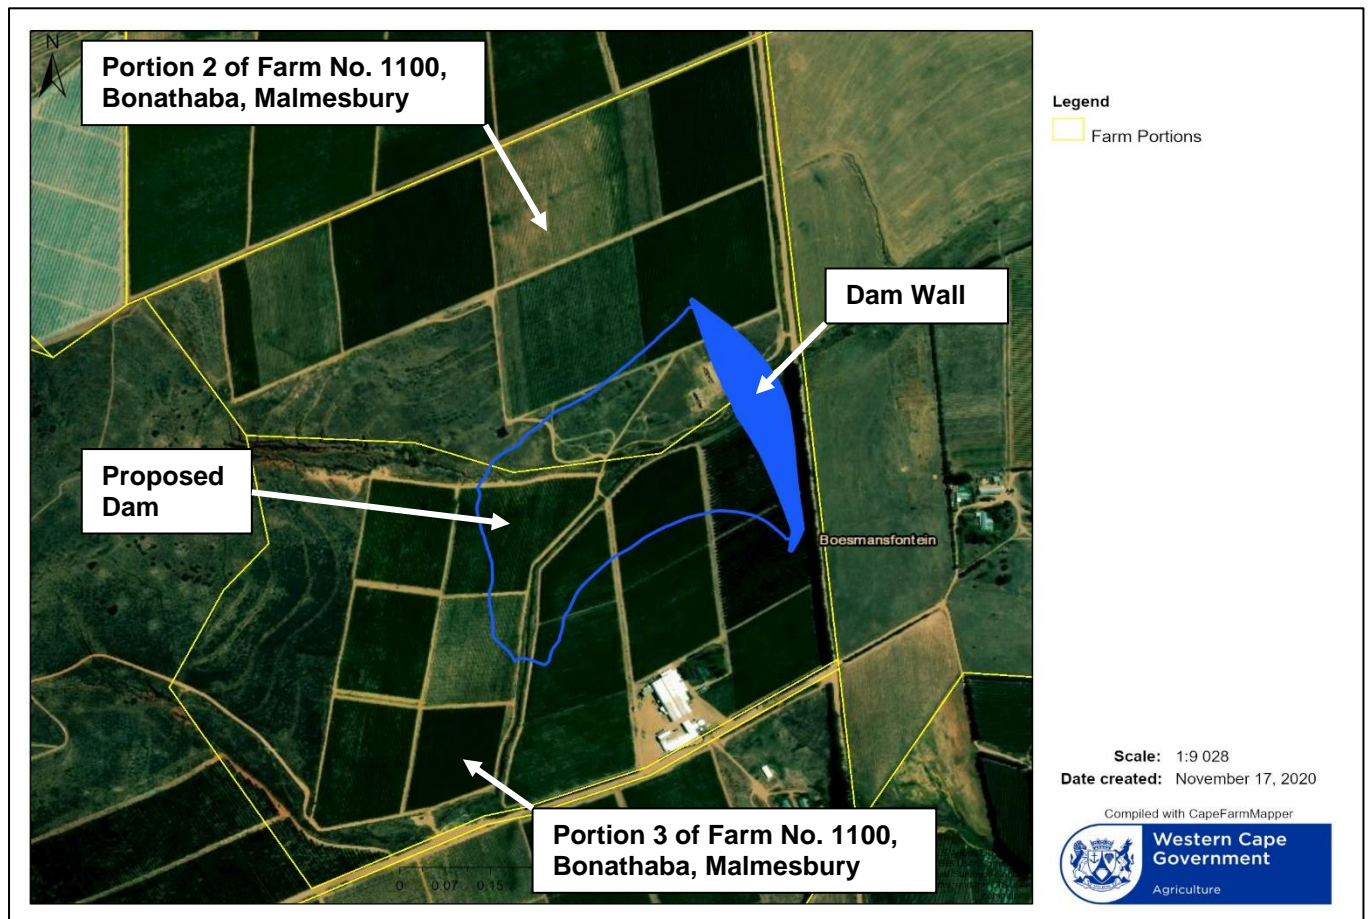 N
Portion 2 of Farm No. 1100,
Bonathaba, Malmesbury
Legend
Farm Portions
Dam Wall
Proposed
Dam
Boesmansfontein
Portion 3 of Farm No. 1100,
Bonathaba, Malmesbury
0 0.07 0.15
Scale: 1:9 028
Date created: November 17, 2020
Compiled with CapeFarmMapper
Western Cape
Government
Agriculture